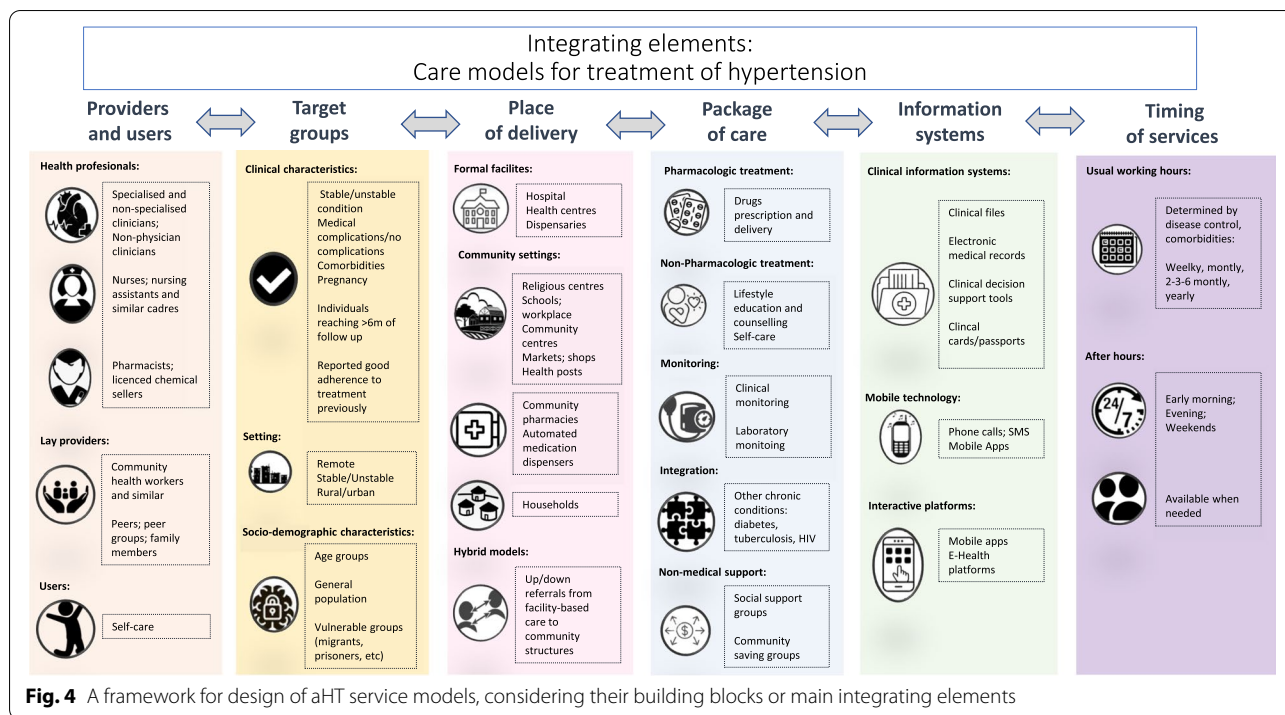 Integrating elements:
Care models for treatment of hypertension
Providers
and users
Target
groups
Place
of delivery
Package
of care
Information
systems
Timing
of services
Health profesionals:
Specialised and
non-specialised
clinicians;
Non-physician
clinicians
Nurses; nursing
assistants and
similar cadres
Pharmacists;
licenced chemical
sellers
Lay providers:
Community
health workers
and similar
Peers; peer
groups; family
members
Users:
Self-care
Clinical characteristics:
Stable/unstable
condition
Medical
complications/no
complications
Comorbidities
Pregnancy
Individuals
reaching >6m of
follow up
Reported good
adherence to
treatment
previously
Setting:
Remote
Stable/Unstable
Rural/urban
Socio-demographic characteristics:
Age groups
General
population
Vulnerable groups
(migrants,
prisoners, etc)
Formal facilites:
Hospital
Health centres
Dispensaries
Community settings:
Religious centres
Schools;
workplace
Community
centres
Markets; shops
Health posts
Community
pharmacies
Automated
medication
dispensers
Households
Hybrid models:
Up/down
referrals from
facility-based
care to
community
structures
Pharmacologic treatment:
Drugs
prescription and
delivery
Non-Pharmacologic treatment:
Lifestyle
education and
counselling
Self-care
Monitoring:
Clinical
monitoring
Laboratory
monitoing
Integration:
Other chronic
conditions:
diabetes,
tuberculosis, HIV
Non-medical support:
$
Social support
groups
Community
saving groups
Clinical information systems:
Clinical files
Electronic
medical records
Clinical decision
support tools
Clincal
cards/passports
Mobile technology:
Phone calls; SMS
Mobile Apps
Interactive platforms:
Mobile apps
E-Health
platforms
Usual working hours:
Determined by
disease control,
comorbidities:
Weelky, montly,
2-3-6 montly,
yearly
After hours:
24/7
Early morning;
Evening;
Weekends
Available when
needed
Fig. 4 A framework for design of aHT service models, considering their building blocks or main integrating elements